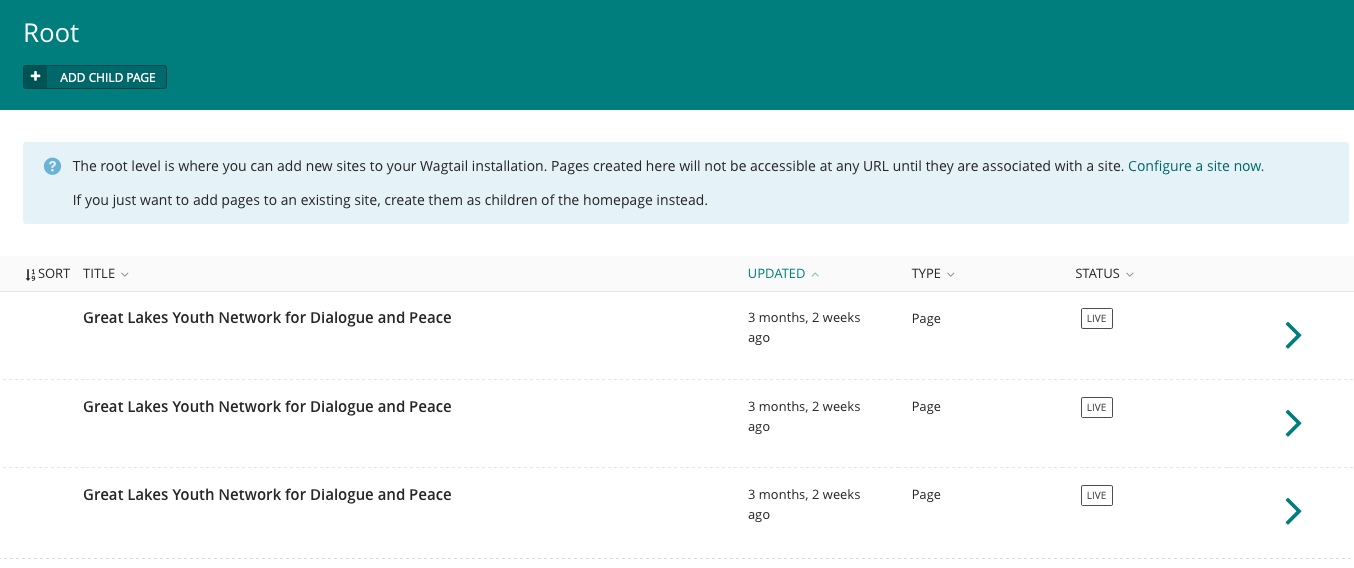 Root
+ ADD CHILD PAGE
? The root level is where you can add new sites to your Wagtail installation. Pages created here will not be accessible at any URL until they are associated with a site. Configure a site now.
If you just want to add pages to an existing site, create them as children of the homepage instead.
SORT TITLE UPDATED TYPE STATUS
Great Lakes Youth Network for Dialogue and Peace 3 months, 2 weeks Page LIVE
ago
Great Lakes Youth Network for Dialogue and Peace 3 months, 2 weeks Page LIVE
ago
Great Lakes Youth Network for Dialogue and Peace 3 months, 2 weeks Page LIVE
ago